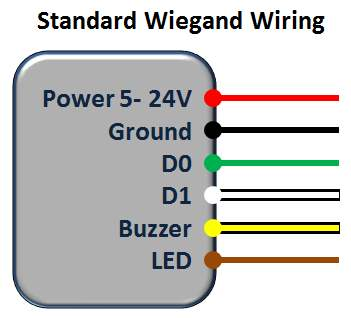 Standard Wiegand Wiring
Power 5- 24V
Ground
D0
D1
Buzzer
LED